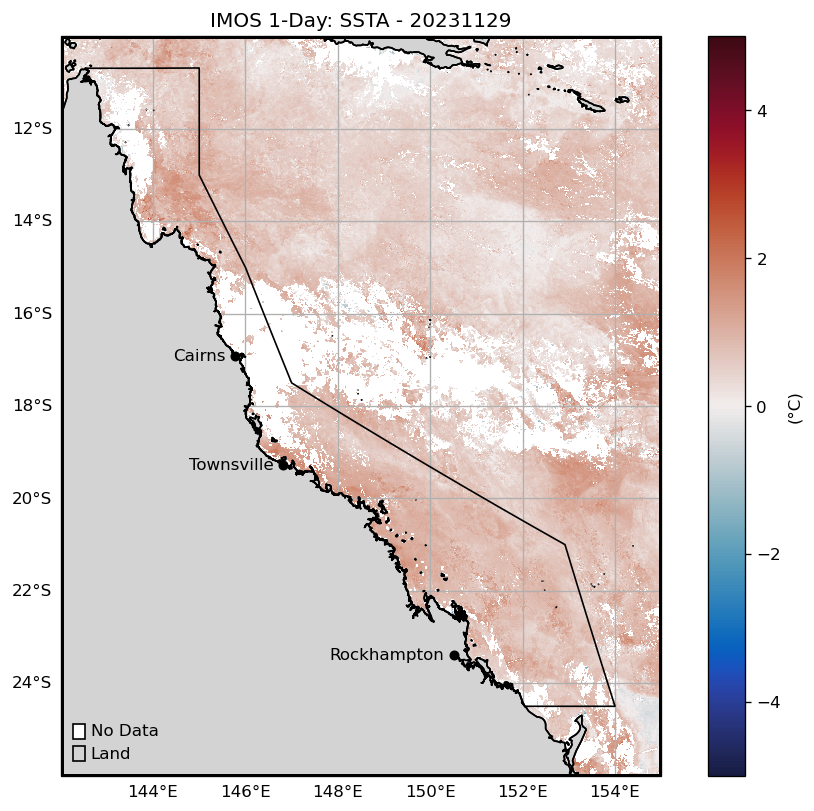 IMOS 1-Day: SSTA - 20231129
12°S
14°S
16°S
18°S
20°S
22°S
24°S
Cairns
Townsville
Rockhampton
No Data
Land
144°E 146°E 148°E 150°E 152°E 154°E
4
2
0
−2
−4
(°C)